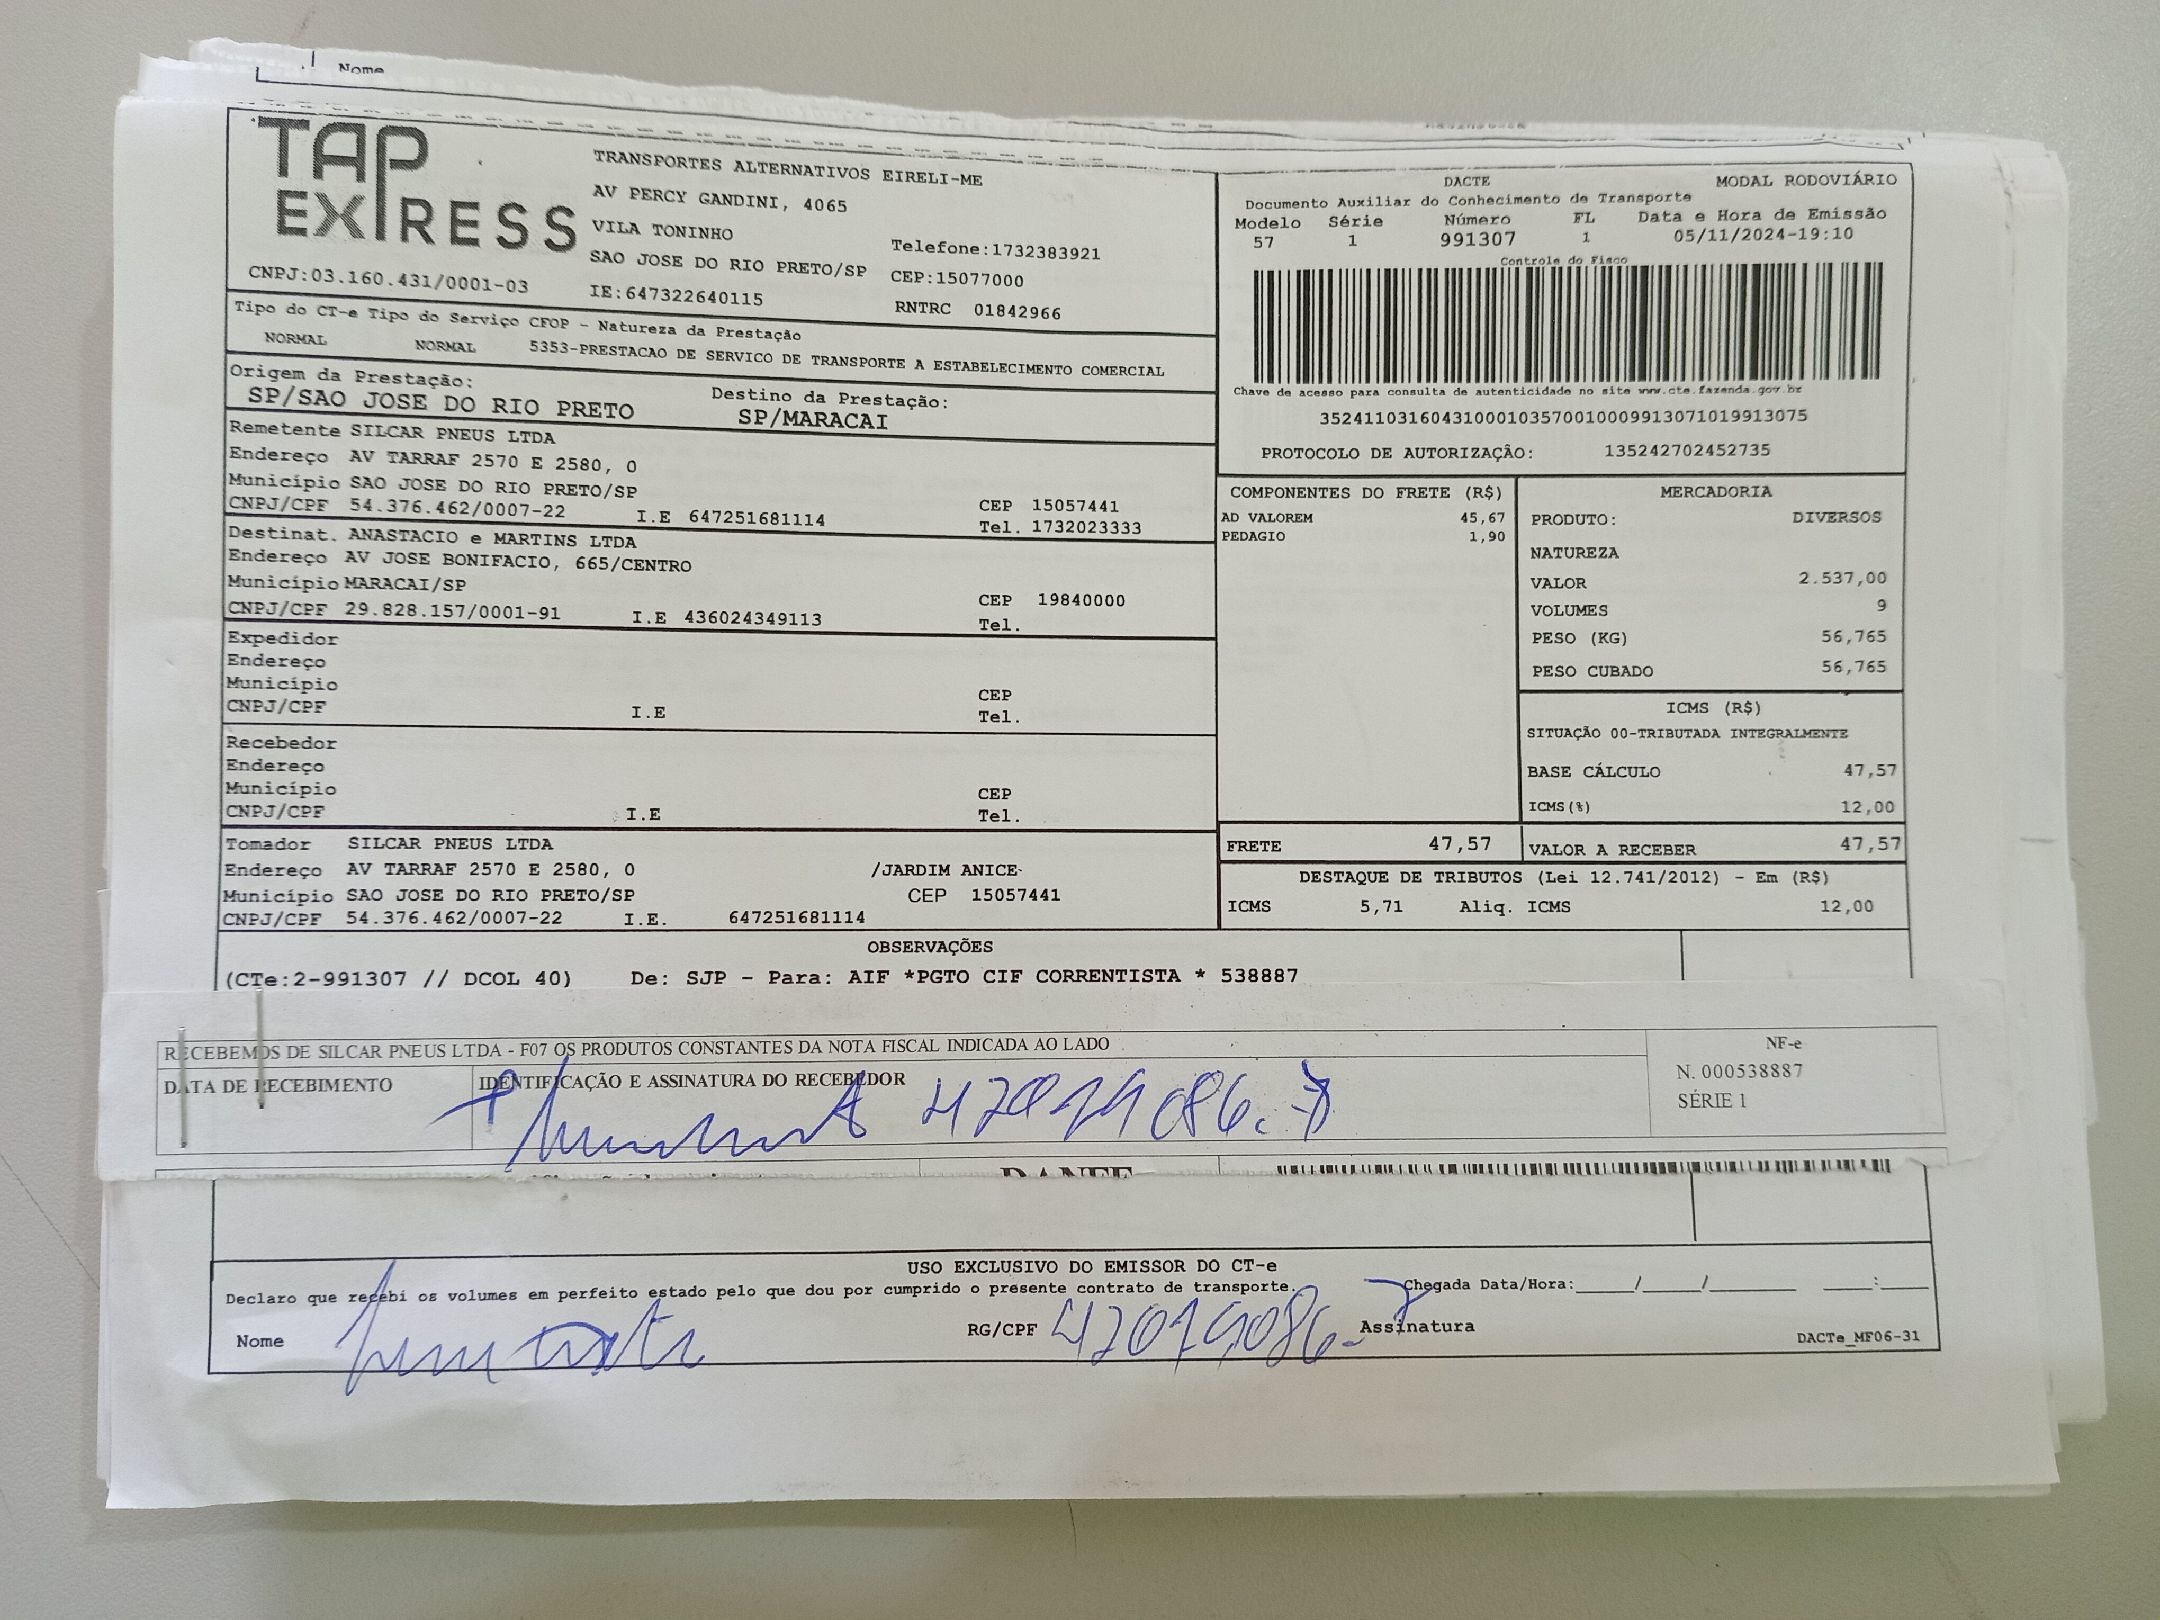 Nome
TAP EXPRESS
CNPJ:03.160.431/0001-03
TRANSPORTES ALTERNATIVOS EIRELI-ME
AV PERCY GANDINI, 4065
VILA TONINHO
SAO JOSE DO RIO PRETO/SP
IE:647322640115
Telefone:1732383921
CEP:15077000
RNTRC 01842966
DACTE MODAL RODOVIÁRIO
Documento Auxiliar do Conhecimento de Transporte
Modelo Série Número FL Data e Hora de Emissão
57 1 991307 1 05/11/2024-19:10
Controle do Fisco
Chave de acesso para consulta de autenticidade no site www.cte.fazenda.gov.br
35241103160431000103570010009913071019913075
PROTOCOLO DE AUTORIZAÇÃO: 135242702452735
Tipo do CT-e Tipo do Serviço CFOP - Natureza da Prestação
NORMAL NORMAL 5353-PRESTACAO DE SERVICO DE TRANSPORTE A ESTABELECIMENTO COMERCIAL
Origem da Prestação: Destino da Prestação:
SP/SAO JOSE DO RIO PRETO SP/MARACAI
Remetente SILCAR PNEUS LTDA
Endereço AV TARRAF 2570 E 2580, 0
Município SAO JOSE DO RIO PRETO/SP CEP 15057441
CNPJ/CPF 54.376.462/0007-22 I.E 647251681114 Tel. 1732023333
Destinat. ANASTACIO e MARTINS LTDA
Endereço AV JOSE BONIFACIO, 665/CENTRO
Município MARACAI/SP CEP 19840000
CNPJ/CPF 29.828.157/0001-91 I.E 436024349113 Tel.
Expedidor
Endereço
Município CEP
CNPJ/CPF I.E Tel.
Recebedor
Endereço
Município CEP
CNPJ/CPF I.E Tel.
Tomador SILCAR PNEUS LTDA
Endereço AV TARRAF 2570 E 2580, 0 /JARDIM ANICE
Município SAO JOSE DO RIO PRETO/SP CEP 15057441
CNPJ/CPF 54.376.462/0007-22 I.E. 647251681114
COMPONENTES DO FRETE (R$)
AD VALOREM 45,67
PEDAGIO 1,90
MERCADORIA
PRODUTO: DIVERSOS
NATUREZA
VALOR 2.537,00
VOLUMES 9
PESO (KG) 56,765
PESO CUBADO 56,765
ICMS (R$)
SITUAÇÃO 00-TRIBUTADA INTEGRALMENTE
BASE CÁLCULO 47,57
ICMS(%) 12,00
FRETE 47,57 VALOR A RECEBER 47,57
DESTAQUE DE TRIBUTOS (Lei 12.741/2012) - Em (R$)
ICMS 5,71 Aliq. ICMS 12,00
OBSERVAÇÕES
(CTe:2-991307 // DCOL 40) De: SJP - Para: AIF *PGTO CIF CORRENTISTA * 538887
RECEBEMOS DE SILCAR PNEUS LTDA - F07 OS PRODUTOS CONSTANTES DA NOTA FISCAL INDICADA AO LADO
DATA DE RECEBIMENTO IDENTIFICAÇÃO E ASSINATURA DO RECEBEDOR
NF-e
N. 000538887
SÉRIE 1
DANFE
USO EXCLUSIVO DO EMISSOR DO CT-e
Declaro que recebi os volumes em perfeito estado pelo que dou por cumprido o presente contrato de transporte. Chegada Data/Hora:____/____/______ ____:____
Nome RG/CPF 42019086-7 Assinatura
DACTe_MF06-31